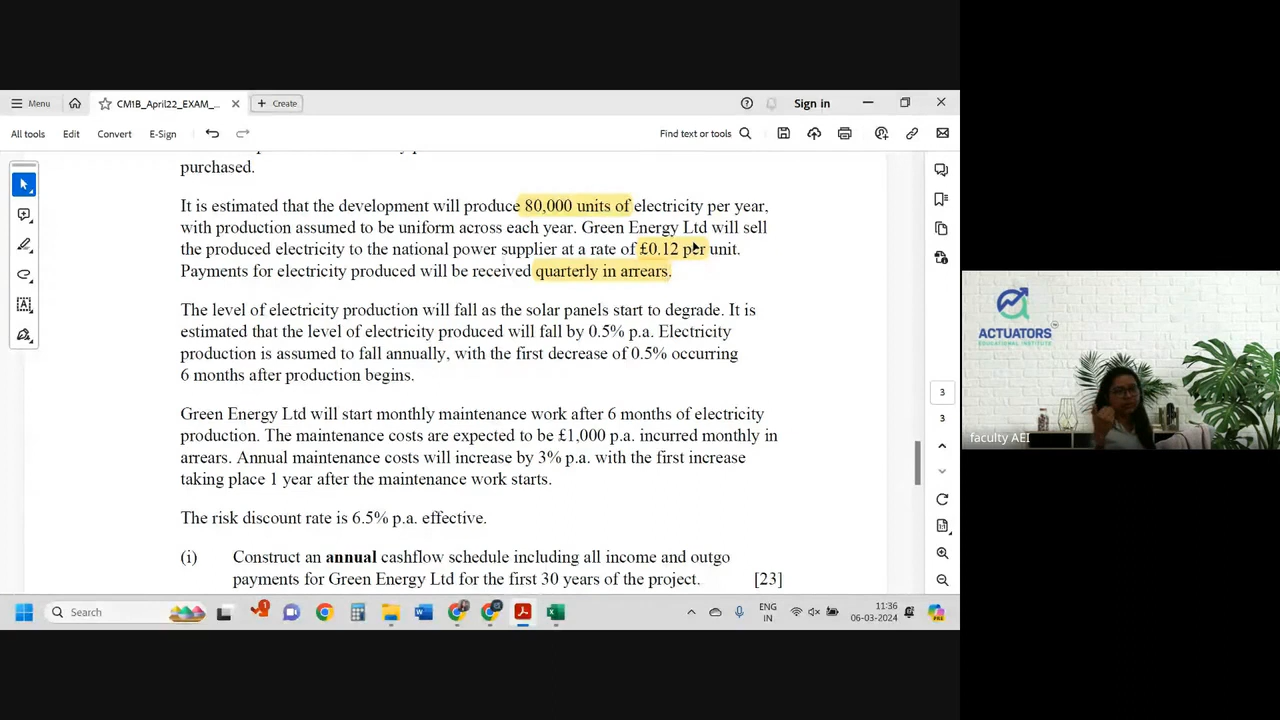 Menu
CM1B_April22_EXAM_...
Create
Sign in
All tools
Edit
Convert
E-Sign
Find text or tools
purchased.
It is estimated that the development will produce 80,000 units of electricity per year,
with production assumed to be uniform across each year. Green Energy Ltd will sell
the produced electricity to the national power supplier at a rate of £0.12 per unit.
Payments for electricity produced will be received quarterly in arrears.
The level of electricity production will fall as the solar panels start to degrade. It is
estimated that the level of electricity produced will fall by 0.5% p.a. Electricity
production is assumed to fall annually, with the first decrease of 0.5% occurring
6 months after production begins.
Green Energy Ltd will start monthly maintenance work after 6 months of electricity
production. The maintenance costs are expected to be £1,000 p.a. incurred monthly in
arrears. Annual maintenance costs will increase by 3% p.a. with the first increase
taking place 1 year after the maintenance work starts.
The risk discount rate is 6.5% p.a. effective.
(i) Construct an annual cashflow schedule including all income and outgo
payments for Green Energy Ltd for the first 30 years of the project. [23]
3
3
Search
ENG
IN
11:36
06-03-2024
ACTUATORS
EDUCATIONAL INSTITUTE
faculty AEI